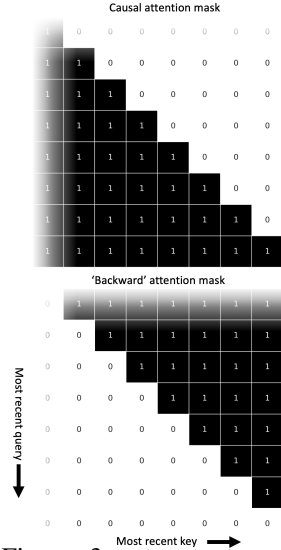 Causal attention mask
1 0 0 0 0 0 0 0
1 1 0 0 0 0 0 0
1 1 1 0 0 0 0 0
1 1 1 1 0 0 0 0
1 1 1 1 1 0 0 0
1 1 1 1 1 1 0 0
1 1 1 1 1 1 1 0
1 1 1 1 1 1 1 1
'Backward' attention mask
0 1 1 1 1 1 1 1
0 0 1 1 1 1 1 1
0 0 0 1 1 1 1 1
0 0 0 0 1 1 1 1
0 0 0 0 0 1 1 1
0 0 0 0 0 0 1 1
0 0 0 0 0 0 0 1
0 0 0 0 0 0 0 0
Most recent query
Most recent key